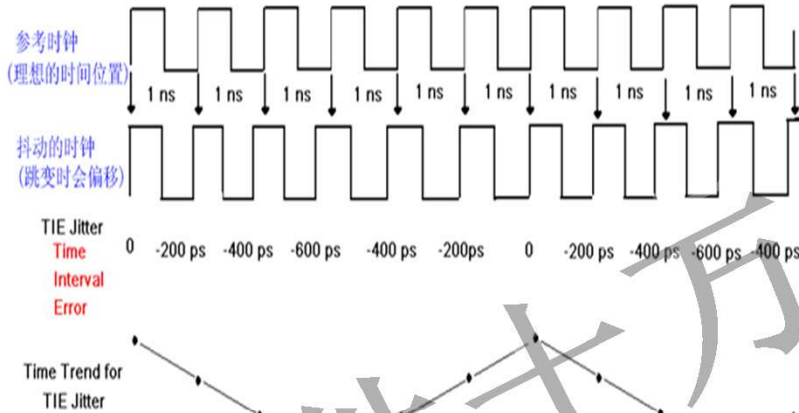 参考时钟
(理想的时间位置)
1 ns 1 ns 1 ns 1 ns 1 ns 1 ns 1 ns 1 ns 1 ns 1 ns
抖动的时钟
(跳变时会偏移)
TIE Jitter
Time
Interval
Error
0 -200 ps -400 ps -600 ps -400 ps -200ps 0 -200 ps -400 ps -600 ps -400 ps
Time Trend for
TIE Jitter